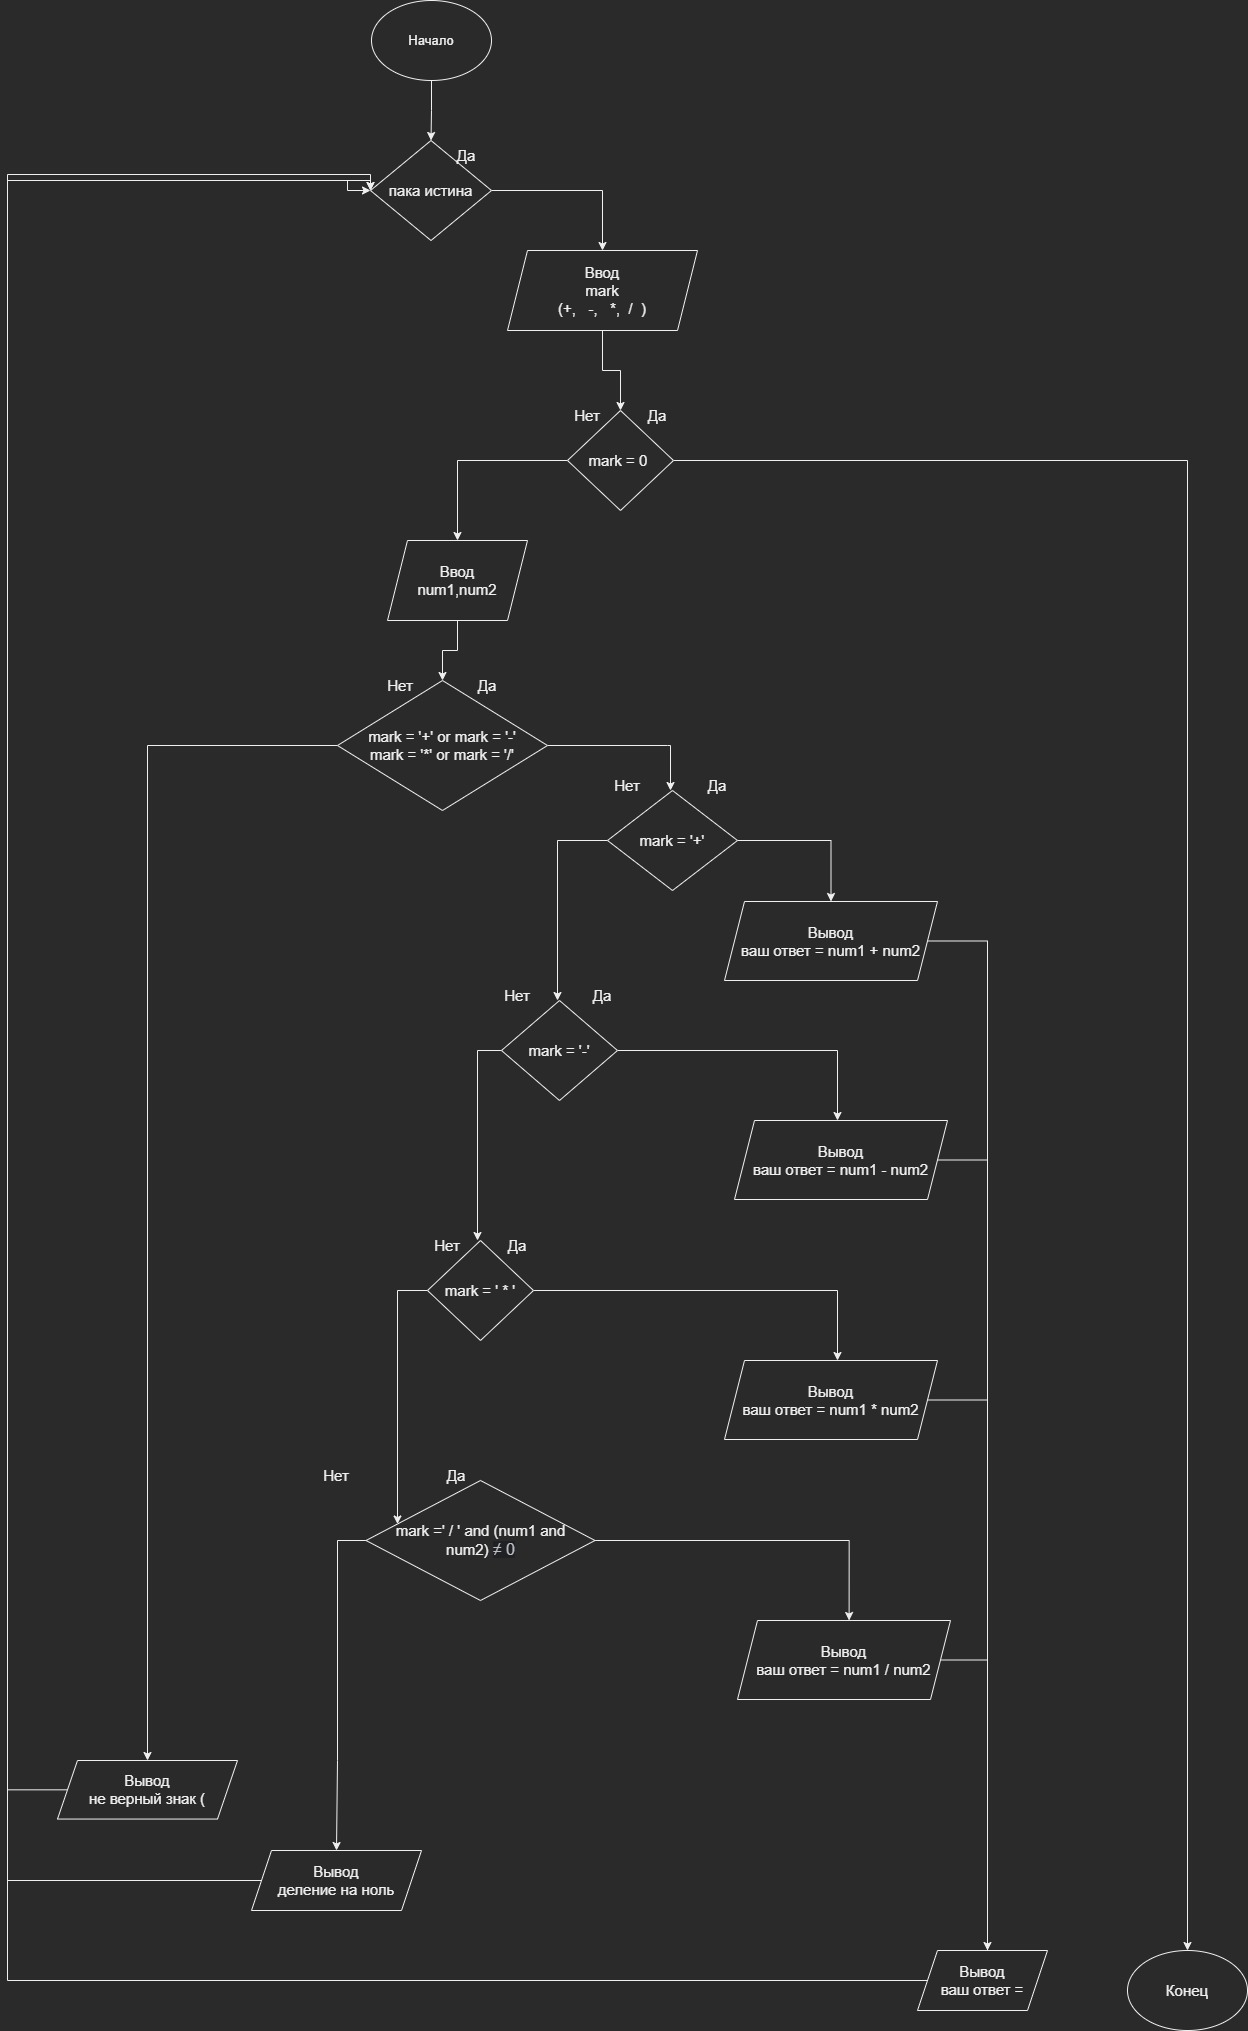 Начало
Да
пака истина
Ввод
mark
(+, -, *, / )
Нет Да
mark = 0
Ввод
num1,num2
Нет Да
mark = '+' or mark = '-'
mark = '*' or mark = '/'
Нет Да
mark = '+'
Вывод
ваш ответ = num1 + num2
Нет Да
mark = '-'
Вывод
ваш ответ = num1 - num2
Нет Да
mark = ' * '
Вывод
ваш ответ = num1 * num2
Нет Да
mark =' / ' and (num1 and
num2) ≠ 0
Вывод
ваш ответ = num1 / num2
Вывод
не верный знак (
Вывод
деление на ноль
Вывод
ваш ответ =
Конец